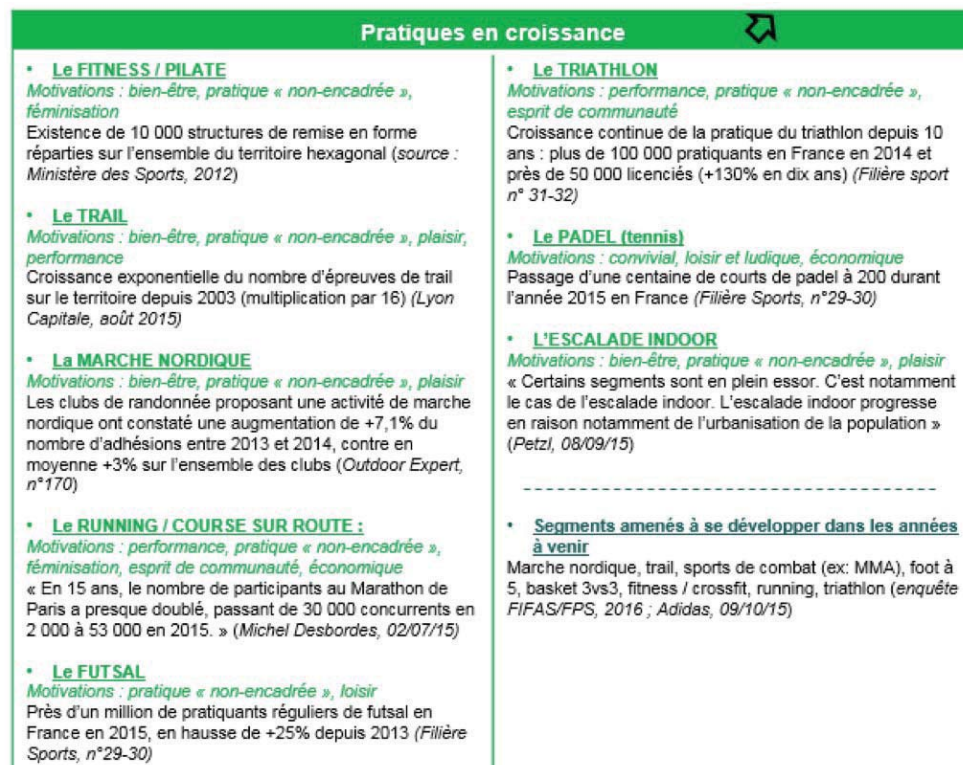 Pratiques en croissance
• Le FITNESS / PILATE
Motivations : bien-être, pratique « non-encadrée »,
féminisation
Existence de 10 000 structures de remise en forme
réparties sur l'ensemble du territoire hexagonal (source :
Ministère des Sports, 2012)
• Le TRAIL
Motivations : bien-être, pratique « non-encadrée », plaisir,
performance
Croissance exponentielle du nombre d'épreuves de trail
sur le territoire depuis 2003 (multiplication par 16) (Lyon
Capitale, août 2015)
• La MARCHE NORDIQUE
Motivations : bien-être, pratique « non-encadrée », plaisir
Les clubs de randonnée proposant une activité de marche
nordique ont constaté une augmentation de +7,1% du
nombre d'adhésions entre 2013 et 2014, contre en
moyenne +3% sur l'ensemble des clubs (Outdoor Expert,
n°170)
• Le RUNNING / COURSE SUR ROUTE :
Motivations : performance, pratique « non-encadrée »,
féminisation, esprit de communauté, économique
« En 15 ans, le nombre de participants au Marathon de
Paris a presque doublé, passant de 30 000 concurrents en
2 000 à 53 000 en 2015. » (Michel Desbordes, 02/07/15)
• Le FUTSAL
Motivations : pratique « non-encadrée », loisir
Près d'un million de pratiquants réguliers de futsal en
France en 2015, en hausse de +25% depuis 2013 (Filière
Sports, n°29-30)
• Le TRIATHLON
Motivations : performance, pratique « non-encadrée »,
esprit de communauté
Croissance continue de la pratique du triathlon depuis 10
ans : plus de 100 000 pratiquants en France en 2014 et
près de 50 000 licenciés (+130% en dix ans) (Filière sport
n° 31-32)
• Le PADEL (tennis)
Motivations : convivial, loisir et ludique, économique
Passage d'une centaine de courts de padel à 200 durant
l'année 2015 en France (Filière Sports, n°29-30)
• L'ESCALADE INDOOR
Motivations : bien-être, pratique « non-encadrée », plaisir
« Certains segments sont en plein essor. C'est notamment
le cas de l'escalade indoor. L'escalade indoor progresse
en raison notamment de l'urbanisation de la population »
(Petzl, 08/09/15)
• Segments amenés à se développer dans les années
à venir
Marche nordique, trail, sports de combat (ex: MMA), foot à
5, basket 3vs3, fitness / crossfit, running, triathlon (enquête
FIFAS/FPS, 2016 ; Adidas, 09/10/15)